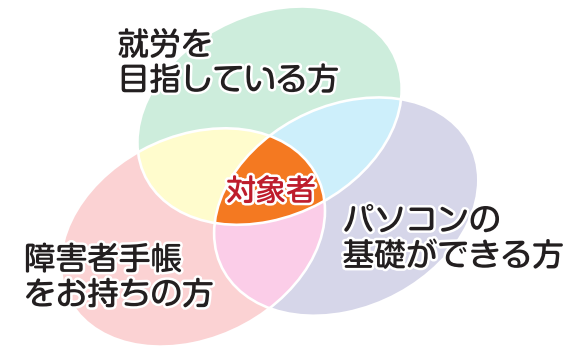 就労を
目指している方
対象者
パソコンの
基礎ができる方
障害者手帳
をお持ちの方